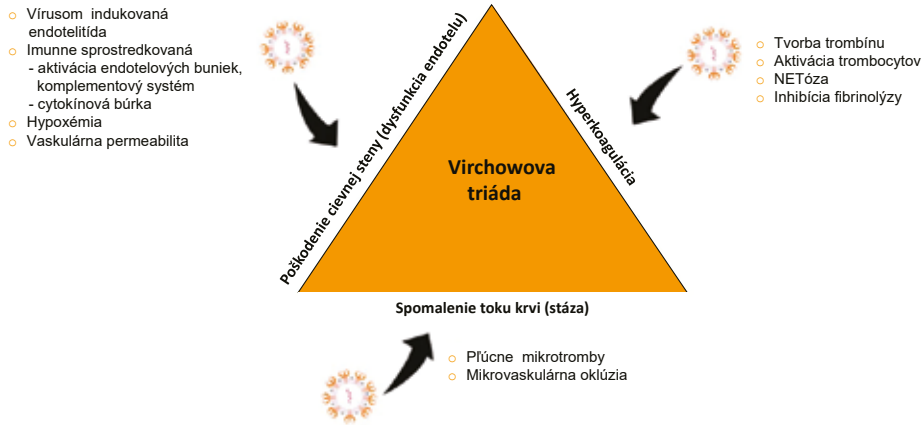 ○ Vírusom indukovaná
endotelitída
○ Imunne sprostredkovaná
- aktivácia endotelových buniek,
komplementový systém
- cytokínová búrka
○ Hypoxémia
○ Vaskulárna permeabilita
Poškodenie cievnej steny (dysfunkcia endotelu)
Virchowova
triáda
Hyperkoagulácia
○ Tvorba trombínu
○ Aktivácia trombocytov
○ NETóza
○ Inhibícia fibrinolýzy
Spomalenie toku krvi (stáza)
○ Pľúcne mikrotromby
○ Mikrovaskulárna oklúzia